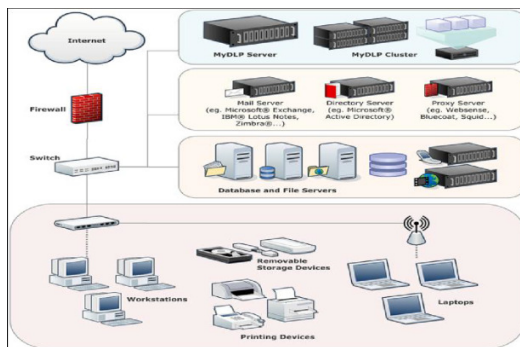 Internet
MyDLP Server
MyDLP Cluster
Firewall
Mail Server
(eg. Microsoft® Exchange,
IBM® Lotus Notes,
Zimbra®...)
Directory Server
(eg. Microsoft®
Active Directory)
Proxy Server
(eg. Websense,
Bluecoat, Squid...)
Switch
Database and File Servers
Removable
Storage Devices
Workstations
Laptops
Printing Devices